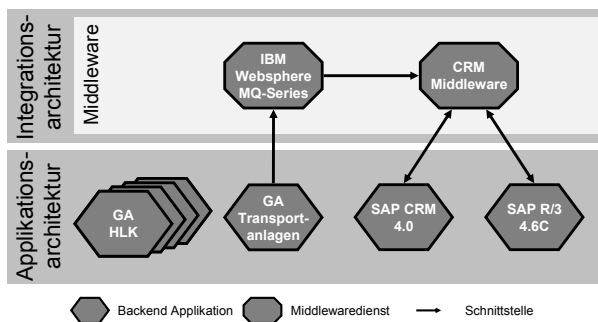 Integrations-
architektur
Middleware
IBM
Websphere
MQ-Series
CRM
Middleware
Applikations-
architektur
GA
HLK
GA
Transport-
anlagen
SAP CRM
4.0
SAP R/3
4.6C
Backend Applikation
Middlewaredienst
Schnittstelle